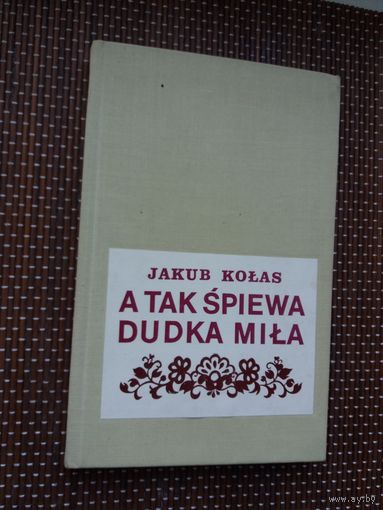 JAKUB KOŁAS
A TAK ŚPIEWA
DUDKA MIŁA
www.ay.by